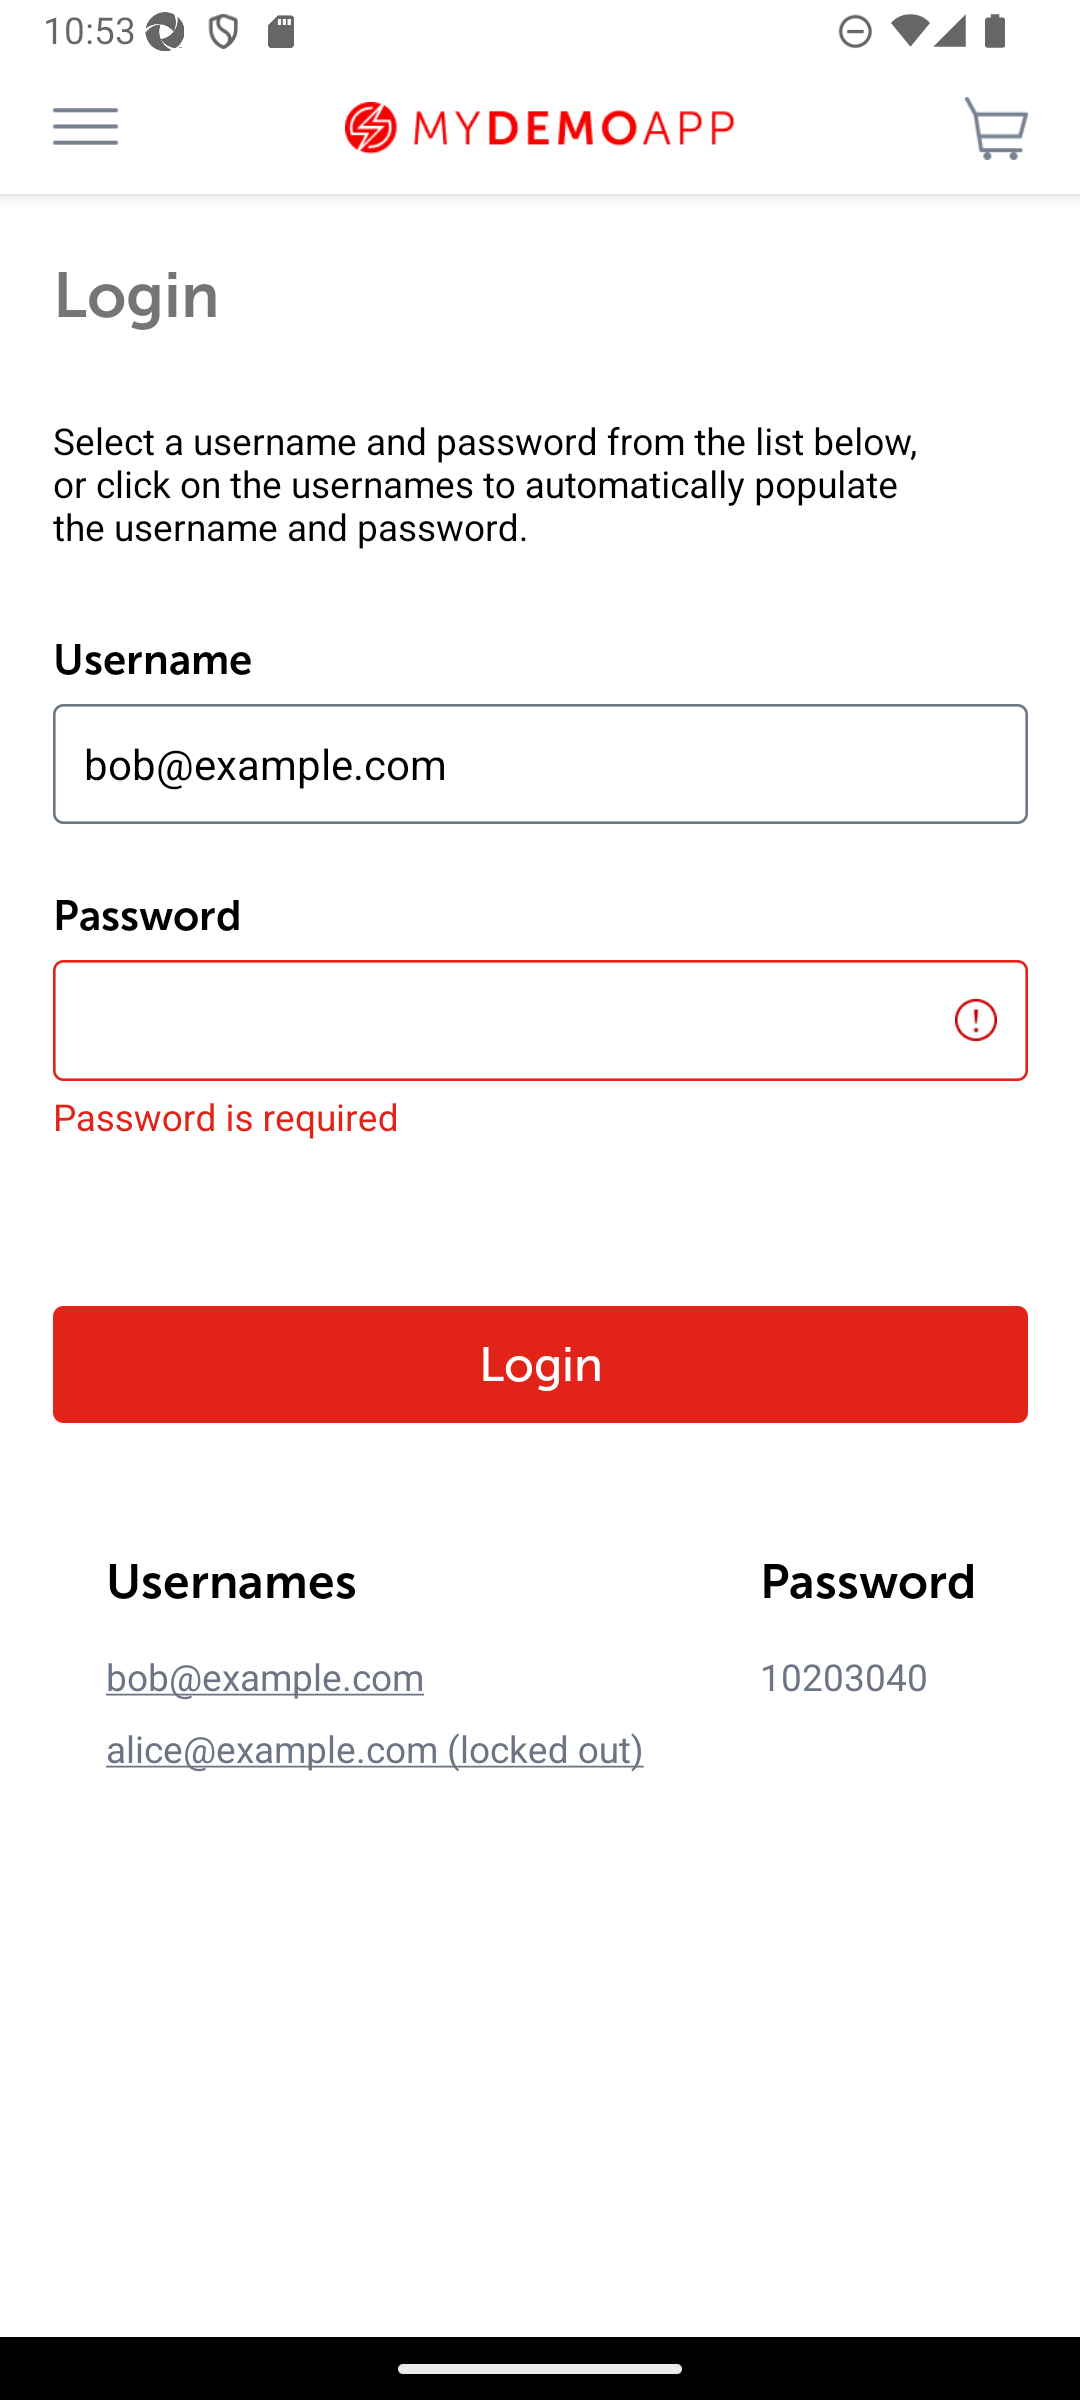 10:53
MYDEMOAPP
Login
Select a username and password from the list below,
or click on the usernames to automatically populate
the username and password.
Username
bob@example.com
Password
Password is required
Login
Usernames Password
bob@example.com 10203040
alice@example.com (locked out)